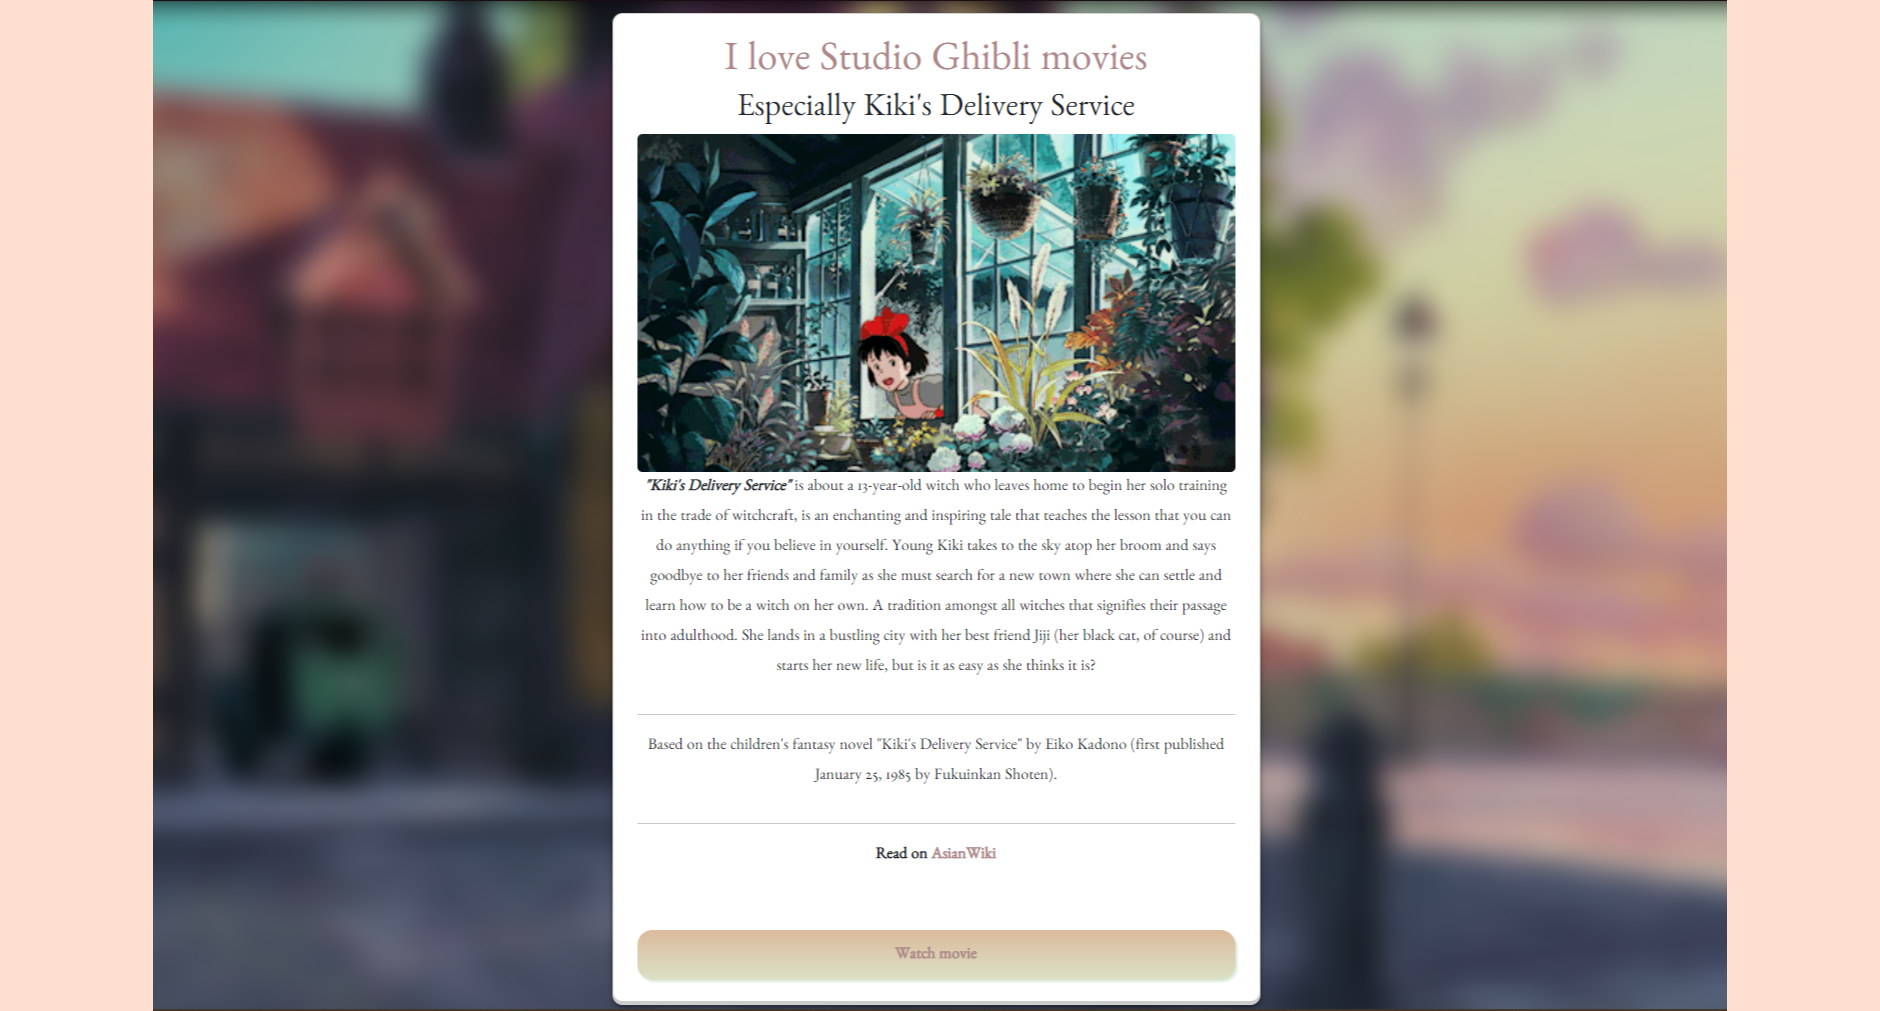 I love Studio Ghibli movies
Especially Kiki's Delivery Service
"Kiki's Delivery Service" is about a 13-year-old witch who leaves home to begin her solo training
in the trade of witchcraft, is an enchanting and inspiring tale that teaches the lesson that you can
do anything if you believe in yourself. Young Kiki takes to the sky atop her broom and says
goodbye to her friends and family as she must search for a new town where she can settle and
learn how to be a witch on her own. A tradition amongst all witches that signifies their passage
into adulthood. She lands in a bustling city with her best friend Jiji (her black cat, of course) and
starts her new life, but is it as easy as she thinks it is?
Based on the children's fantasy novel "Kiki's Delivery Service" by Eiko Kadono (first published
January 25, 1985 by Fukuinkan Shoten).
Read on AsianWiki
Watch movie